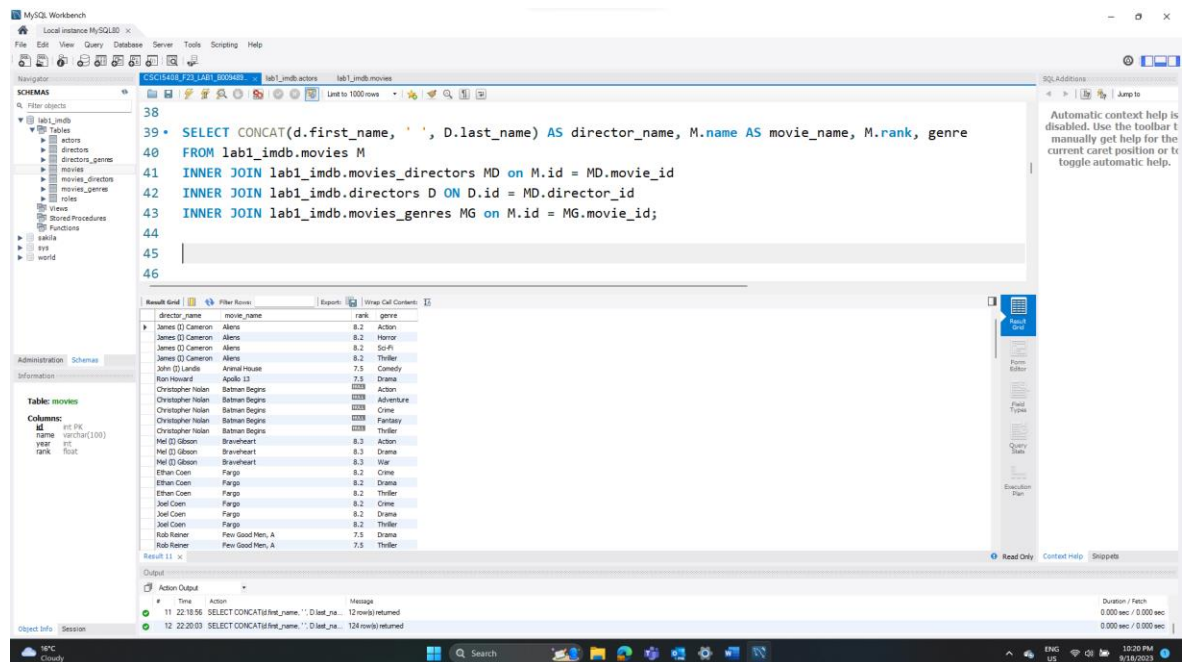 MySQL Workbench
Local instance MySQL80 ×
File Edit View Query Database Server Tools Scripting Help
Navigator
SCHEMAS
Filter objects
lab1_imdb
Tables
actors
directors
directors_genres
movies
movies_directors
movies_genres
roles
Views
Stored Procedures
Functions
sakila
sys
world
Administration Schemas
Information
Table: movies
Columns:
id int PK
name varchar(100)
year int
rank float
Object Info Session
lab1_imdb.actors lab1_imdb.movies
Limit to 1000 rows
38
39 SELECT CONCAT(d.first_name, ' ', D.last_name) AS director_name, M.name AS movie_name, M.rank, genre
40 FROM lab1_imdb.movies M
41 INNER JOIN lab1_imdb.movies_directors MD on M.id = MD.movie_id
42 INNER JOIN lab1_imdb.directors D ON D.id = MD.director_id
43 INNER JOIN lab1_imdb.movies_genres MG on M.id = MG.movie_id;
44
45
46
Result Grid Filter Rows: Export: Wrap Cell Content:
director_name movie_name rank genre
James (I) Cameron Aliens 8.2 Action
James (I) Cameron Aliens 8.2 Horror
James (I) Cameron Aliens 8.2 Sci-Fi
James (I) Cameron Aliens 8.2 Thriller
John (I) Landis Animal House 7.5 Comedy
Ron Howard Apollo 13 7.5 Drama
Christopher Nolan Batman Begins NULL Action
Christopher Nolan Batman Begins NULL Adventure
Christopher Nolan Batman Begins NULL Crime
Christopher Nolan Batman Begins NULL Fantasy
Christopher Nolan Batman Begins NULL Thriller
Mel (I) Gibson Braveheart 8.3 Action
Mel (I) Gibson Braveheart 8.3 Drama
Mel (I) Gibson Braveheart 8.3 War
Ethan Coen Fargo 8.2 Crime
Ethan Coen Fargo 8.2 Drama
Ethan Coen Fargo 8.2 Thriller
Joel Coen Fargo 8.2 Crime
Joel Coen Fargo 8.2 Drama
Joel Coen Fargo 8.2 Thriller
Rob Reiner Few Good Men, A 7.5 Drama
Rob Reiner Few Good Men, A 7.5 Thriller
Result 11 ×
Read Only
Result Grid
Form Editor
Field Types
Query Stats
Execution Plan
Output
Action Output
# Time Action Message Duration / Fetch
11 22:18:56 SELECT CONCAT(d.first_name, ' ', D.last_na... 12 row(s) returned 0.000 sec / 0.000 sec
12 22:20:03 SELECT CONCAT(d.first_name, ' ', D.last_na... 124 row(s) returned 0.000 sec / 0.000 sec
SQLAdditions
Jump to
Automatic context help is
disabled. Use the toolbar t
manually get help for the
current caret position or to
toggle automatic help.
Context Help Snippets
16°C
Cloudy
Search
ENG
US
10:20 PM
9/18/2023